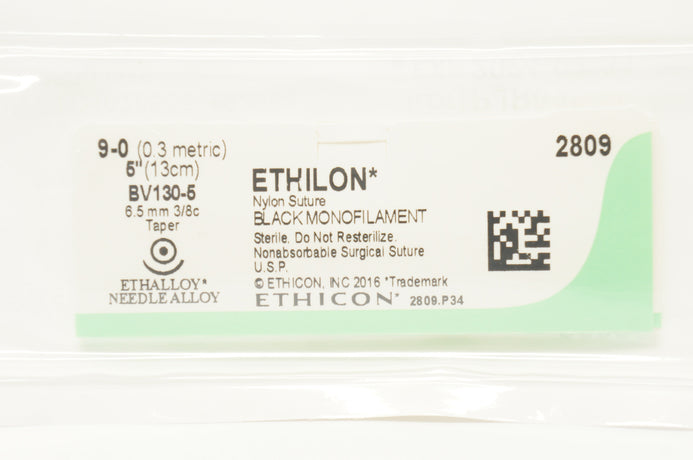 9-0 (0.3 metric)
5" (13cm)
BV130-5
6.5 mm 3/8c
Taper
ETHALLOY*
NEEDLE ALLOY
ETHILON*
Nylon Suture
BLACK MONOFILAMENT
Sterile. Do Not Resterilize.
Nonabsorbable Surgical Suture
U.S.P.
© ETHICON, INC 2016 *Trademark
ETHICON* 2809.P34
2809